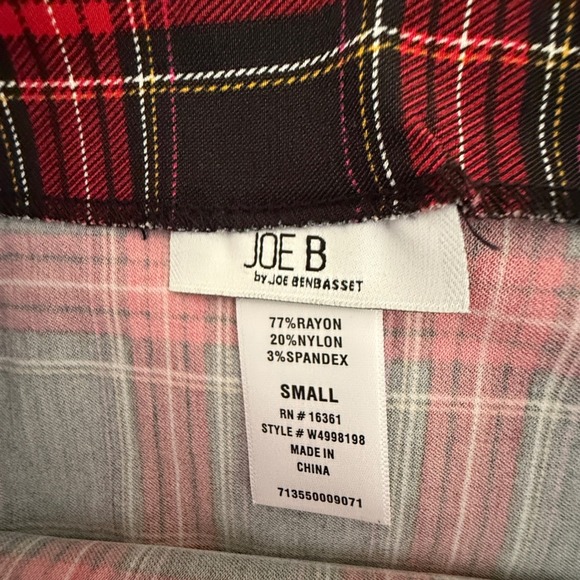 JOE B
by JOE BENBASSET
77%RAYON
20%NYLON
3%SPANDEX
SMALL
RN # 16361
STYLE # W4998198
MADE IN
CHINA
713550009071